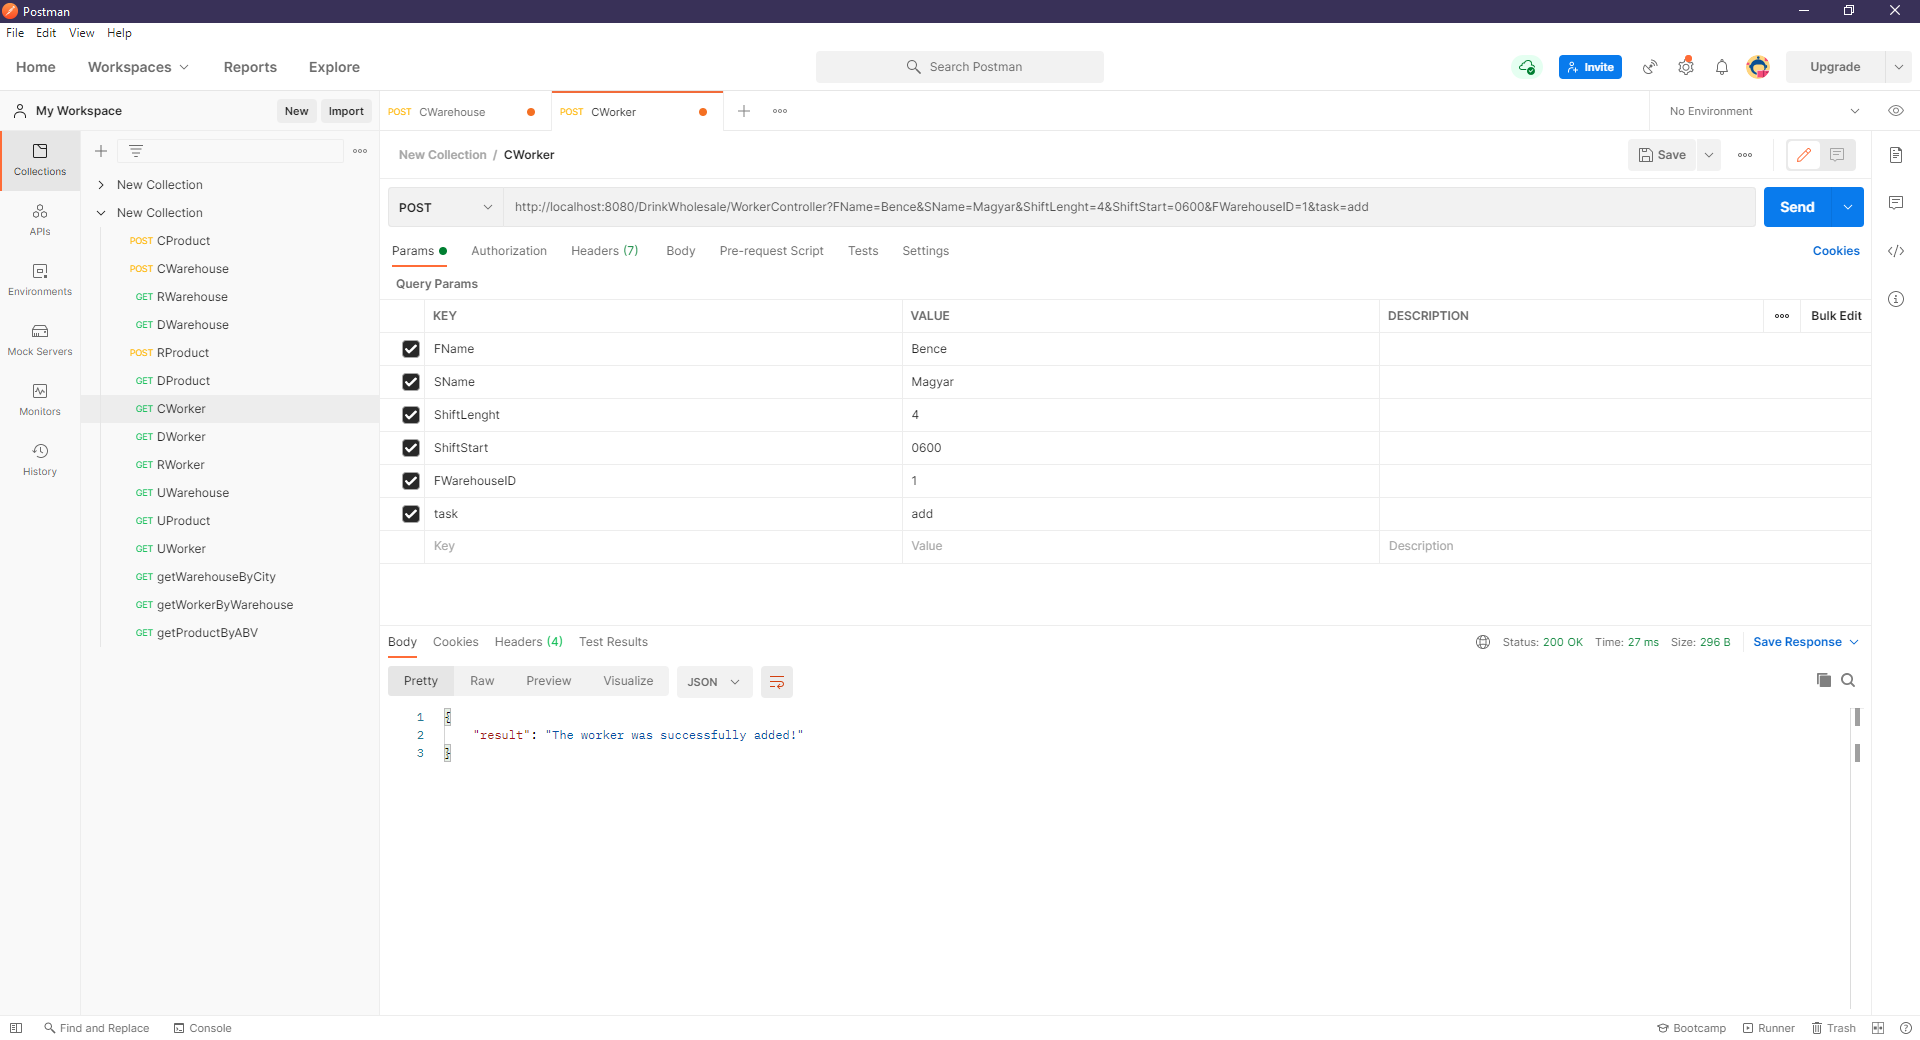 Postman
File Edit View Help
Home Workspaces Reports Explore
Search Postman
Invite
Upgrade
My Workspace New Import
POST CWarehouse
POST CWorker
No Environment
Collections
APIs
Environments
Mock Servers
Monitors
History
New Collection
New Collection
POST CProduct
POST CWarehouse
GET RWarehouse
GET DWarehouse
POST RProduct
GET DProduct
GET CWorker
GET DWorker
GET RWorker
GET UWarehouse
GET UProduct
GET UWorker
GET getWarehouseByCity
GET getWorkerByWarehouse
GET getProductByABV
New Collection / CWorker
Save
POST http://localhost:8080/DrinkWholesale/WorkerController?FName=Bence&SName=Magyar&ShiftLenght=4&ShiftStart=0600&FWarehouseID=1&task=add
Send
Params Authorization Headers (7) Body Pre-request Script Tests Settings Cookies
Query Params
KEY VALUE DESCRIPTION Bulk Edit
FName Bence
SName Magyar
ShiftLenght 4
ShiftStart 0600
FWarehouseID 1
task add
Key Value Description
Body Cookies Headers (4) Test Results
Status: 200 OK Time: 27 ms Size: 296 B Save Response
Pretty Raw Preview Visualize JSON
1 {
2 "result": "The worker was successfully added!"
3 }
Find and Replace Console
Bootcamp Runner Trash